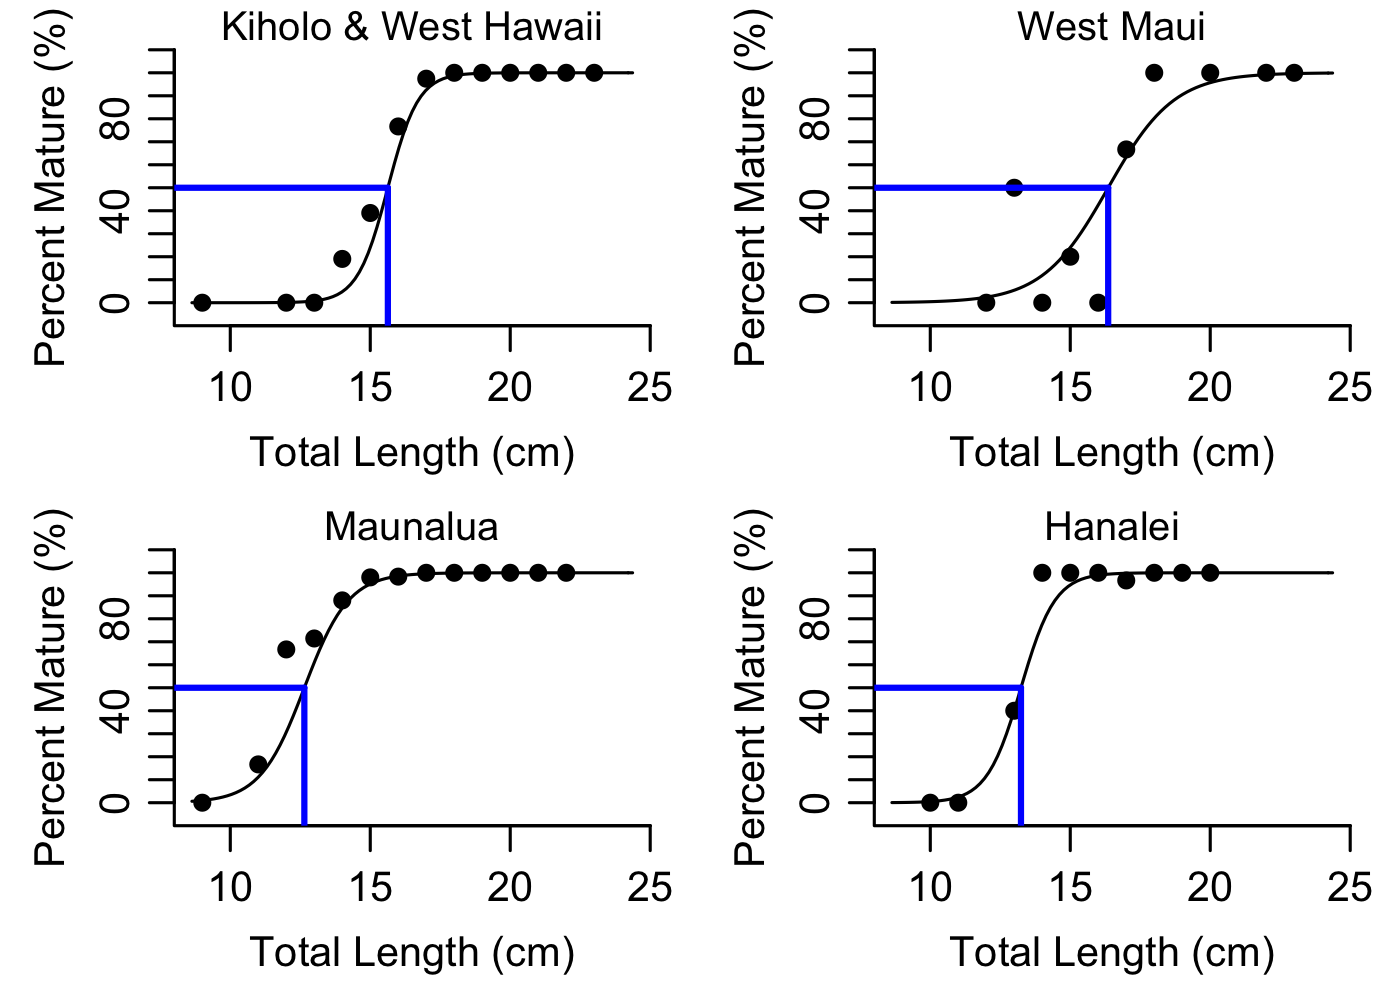 Kiholo & West Hawaii
Percent Mature (%)
80
40
0
10 15 20 25
Total Length (cm)
West Maui
Percent Mature (%)
80
40
0
10 15 20 25
Total Length (cm)
Maunalua
Percent Mature (%)
80
40
0
10 15 20 25
Total Length (cm)
Hanalei
Percent Mature (%)
80
40
0
10 15 20 25
Total Length (cm)